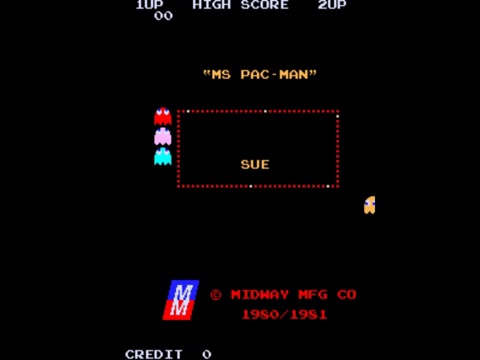 1UP HIGH SCORE 2UP
00
"MS PAC-MAN"
SUE
MM
© MIDWAY MFG CO
1980/1981
CREDIT 0